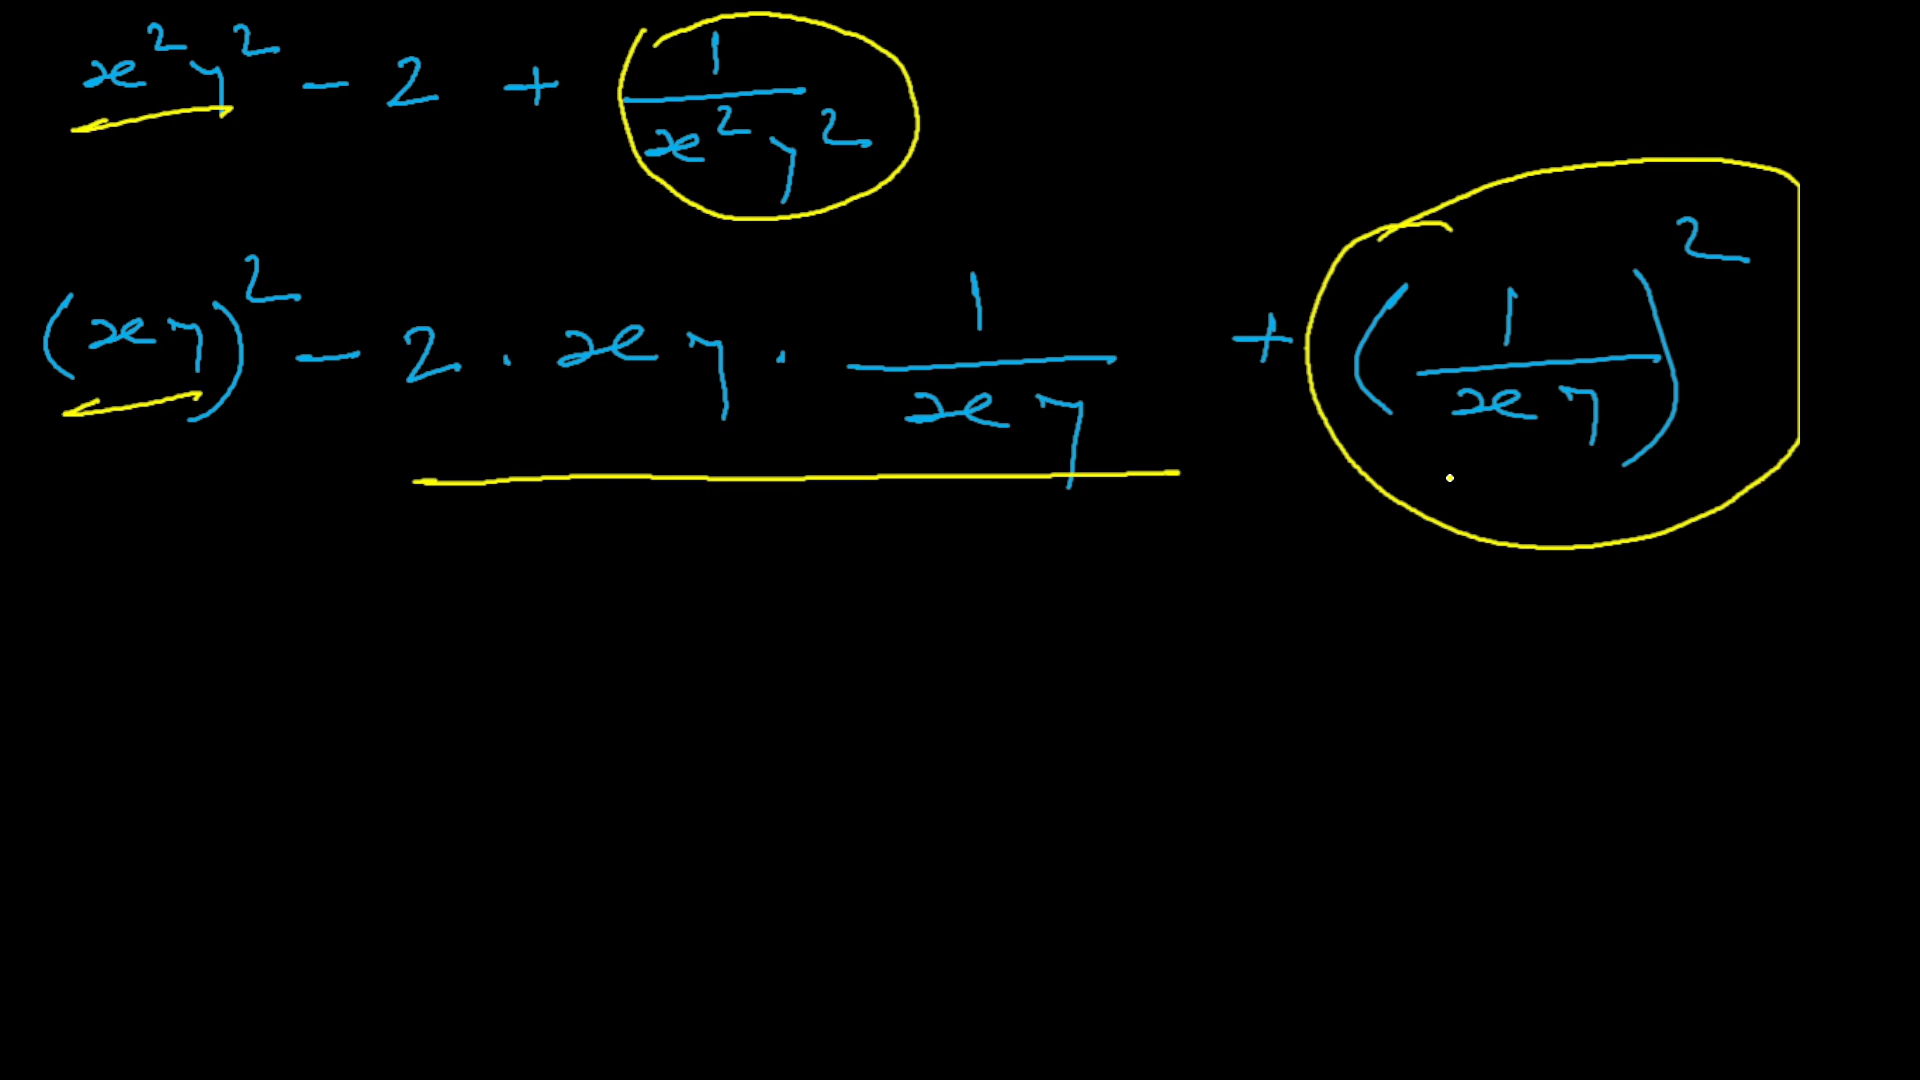 x²y² - 2 + 1/x²y²
(xy)² - 2 · xy · 1/xy + (1/xy)²